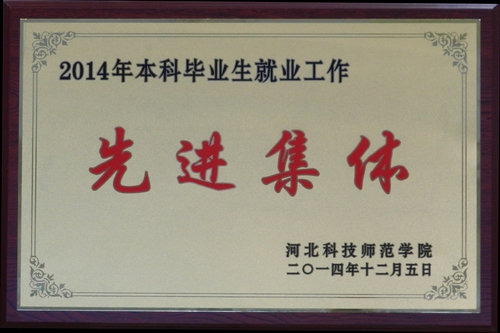 2014年本科毕业生就业工作
先进集体
河北科技师范学院
二〇一四年十二月五日